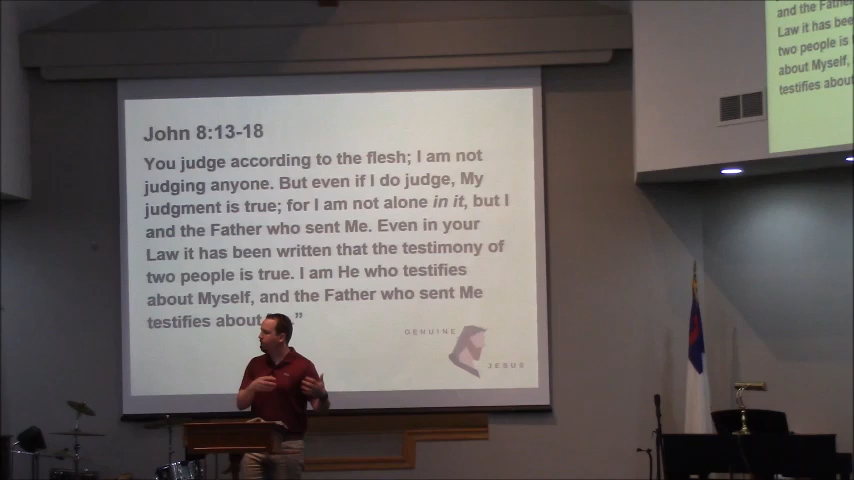 John 8:13-18
You judge according to the flesh; I am not
judging anyone. But even if I do judge, My
judgment is true; for I am not alone in it, but I
and the Father who sent Me. Even in your
Law it has been written that the testimony of
two people is true. I am He who testifies
about Myself, and the Father who sent Me
testifies about ”
GENUINE
JESUS
and the Father
Law it has bee
two people is
about Myself,
testifies about